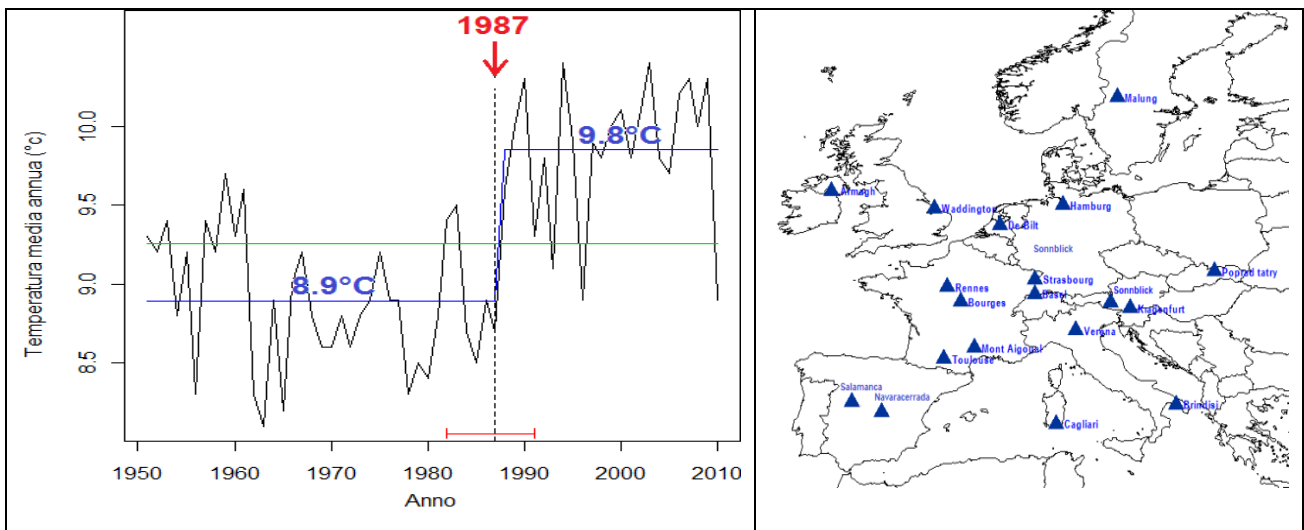 1987
Temperatura media annua (°c)
10.0
9.5
9.0
8.5
9.8°C
8.9°C
1950 1960 1970 1980 1990 2000 2010
Anno
Malung
Armagh
Waddington
Hamburg
De Bilt
Sonnblick
Poprad tatry
Strasbourg
Rennes
Basel
Sonnblick
Bourges
Klagenfurt
Verona
Mont Aigoual
Toulouse
Salamanca
Navaracerrada
Brindisi
Cagliari